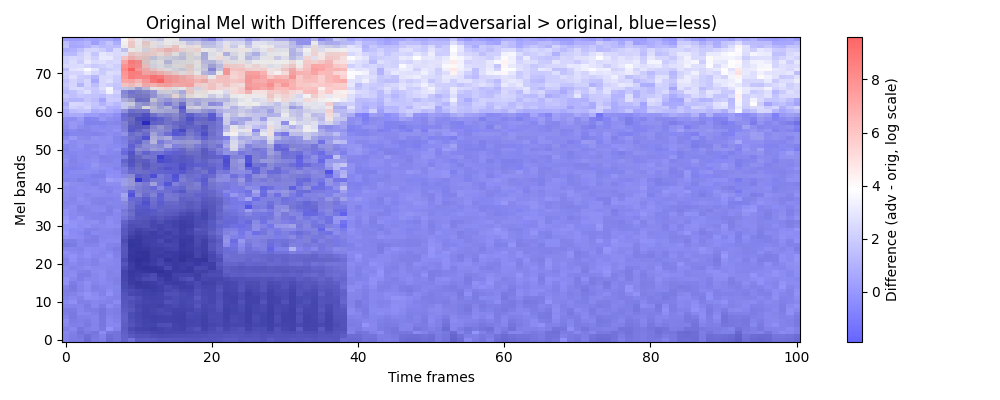 Original Mel with Differences (red=adversarial > original, blue=less)
70
60
50
40
30
20
10
0
Mel bands
0 20 40 60 80 100
Time frames
8
6
4
2
0
Difference (adv - orig, log scale)